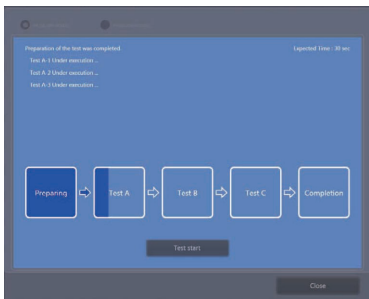 Preparation of the test was completed.
Expected Time : 30 sec
Test A-1 Under execution ...
Test A-2 Under execution ...
Test A-3 Under execution ...
Preparing
Test A
Test B
Test C
Completion
Test start
Close